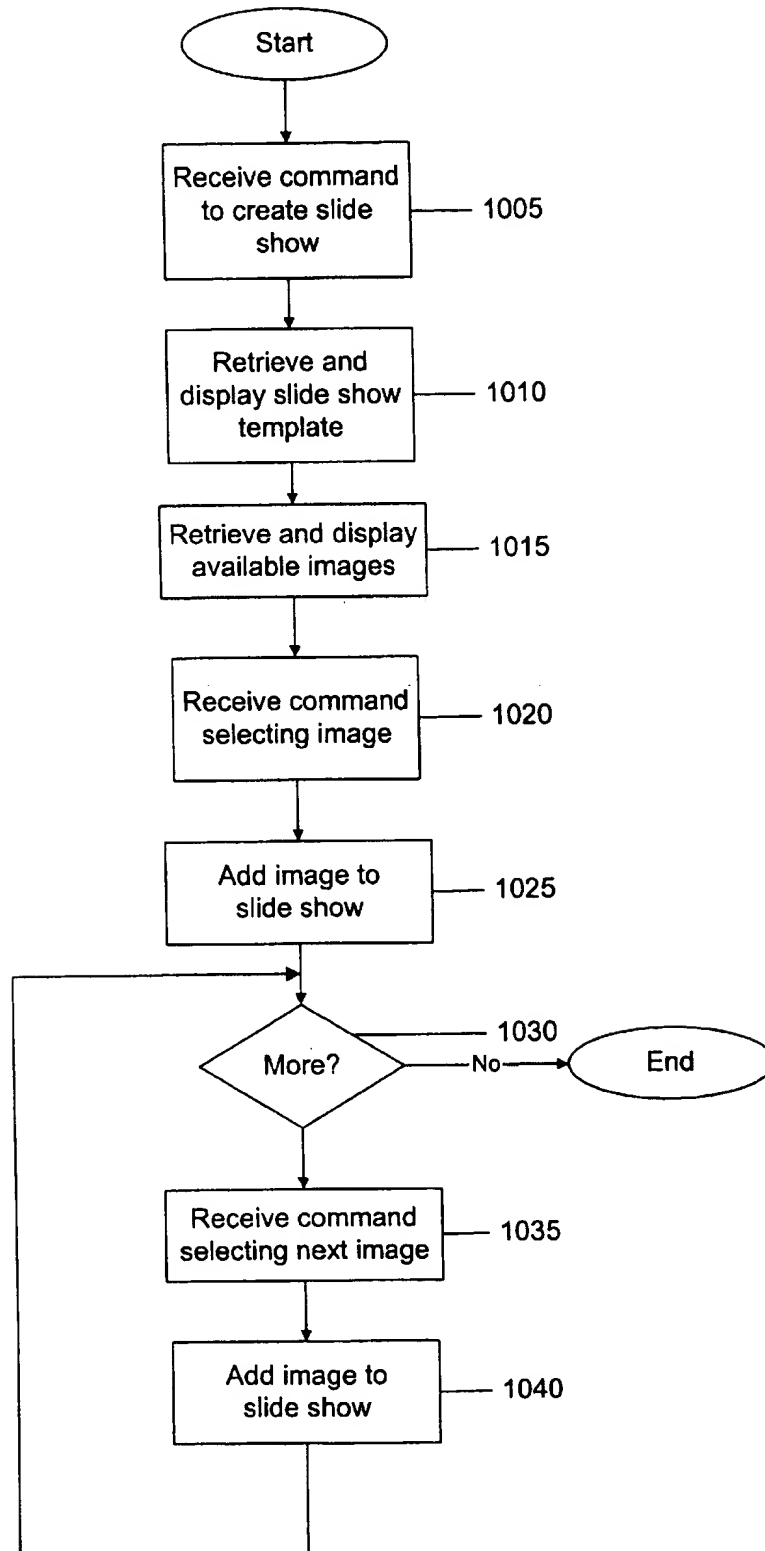 Start
Receive command
to create slide
show
1005
Retrieve and
display slide show
template
1010
Retrieve and display
available images
1015
Receive command
selecting image
1020
Add image to
slide show
1025
More?
1030
No
End
Receive command
selecting next image
1035
Add image to
slide show
1040